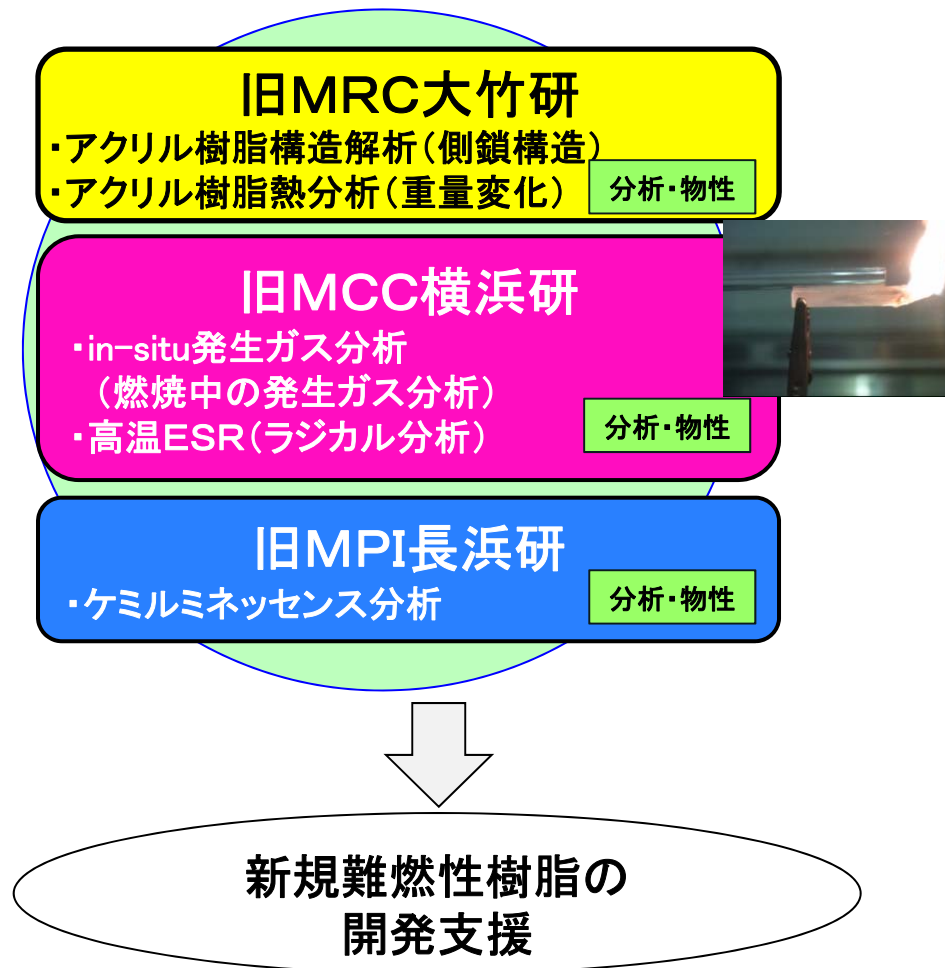 旧MRC大竹研
・アクリル樹脂構造解析(側鎖構造)
・アクリル樹脂熱分析(重量変化)
分析・物性
旧MCC横浜研
・in-situ発生ガス分析
(燃焼中の発生ガス分析)
・高温ESR(ラジカル分析)
分析・物性
旧MPI長浜研
・ケミルミネッセンス分析
分析・物性
新規難燃性樹脂の
開発支援